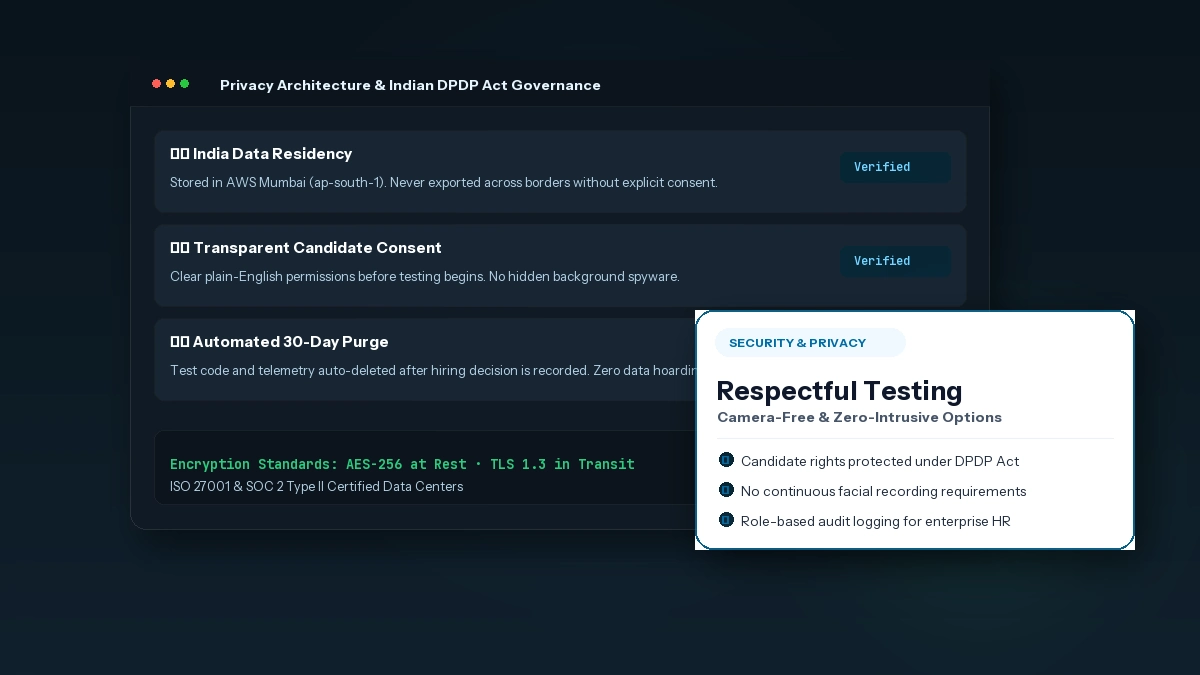 Privacy Architecture & Indian DPDP Act Governance
India Data Residency
Verified
Stored in AWS Mumbai (ap-south-1). Never exported across borders without explicit consent.
Transparent Candidate Consent
Verified
Clear plain-English permissions before testing begins. No hidden background spyware.
Automated 30-Day Purge
Test code and telemetry auto-deleted after hiring decision is recorded. Zero data
Encryption Standards: AES-256 at Rest · TLS 1.3 in Transit
ISO 27001 & SOC 2 Type II Certified Data Centers
SECURITY & PRIVACY
Respectful Testing
Camera-Free & Zero-Intrusive Options
Candidate rights protected under DPDP Act
No continuous facial recording requirements
Role-based audit logging for enterprise HR